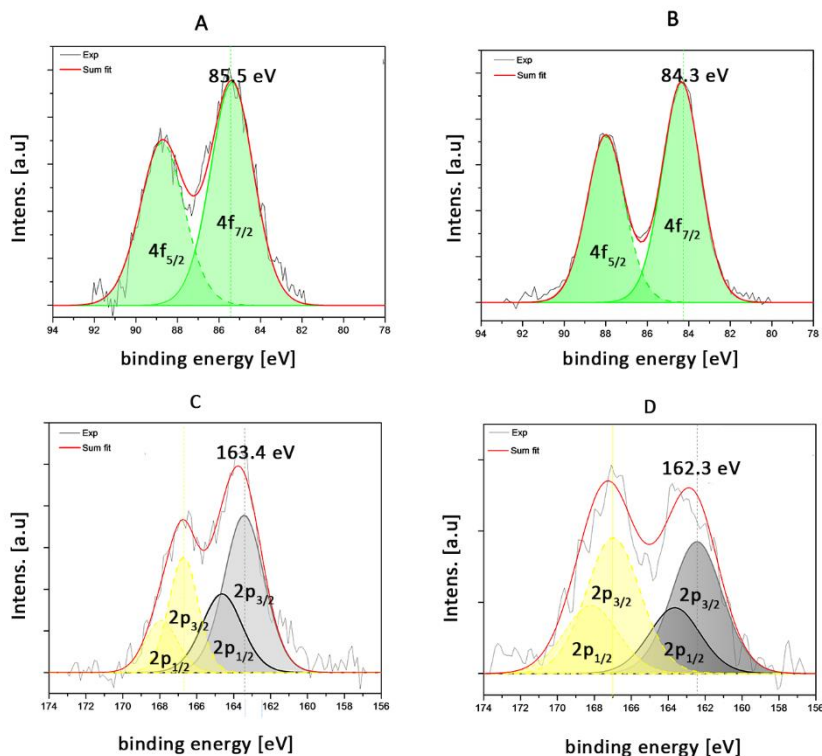 A
Exp
Sum fit
85.5 eV
4f5/2
4f7/2
Intens. [a.u]
94 92 90 88 86 84 82 80 78
binding energy [eV]
B
Exp
Sum fit
84.3 eV
4f5/2
4f7/2
Intens. [a.u]
94 92 90 88 86 84 82 80 78
binding energy [eV]
C
Exp
Sum fit
163.4 eV
2p3/2
2p3/2
2p1/2
2p1/2
Intens. [a.u]
174 172 170 168 166 164 162 160 158 156
binding energy [eV]
D
Exp
Sum fit
162.3 eV
2p3/2
2p3/2
2p1/2
2p1/2
Intens. [a.u]
174 172 170 168 167 164 162 160 158 156
binding energy [eV]